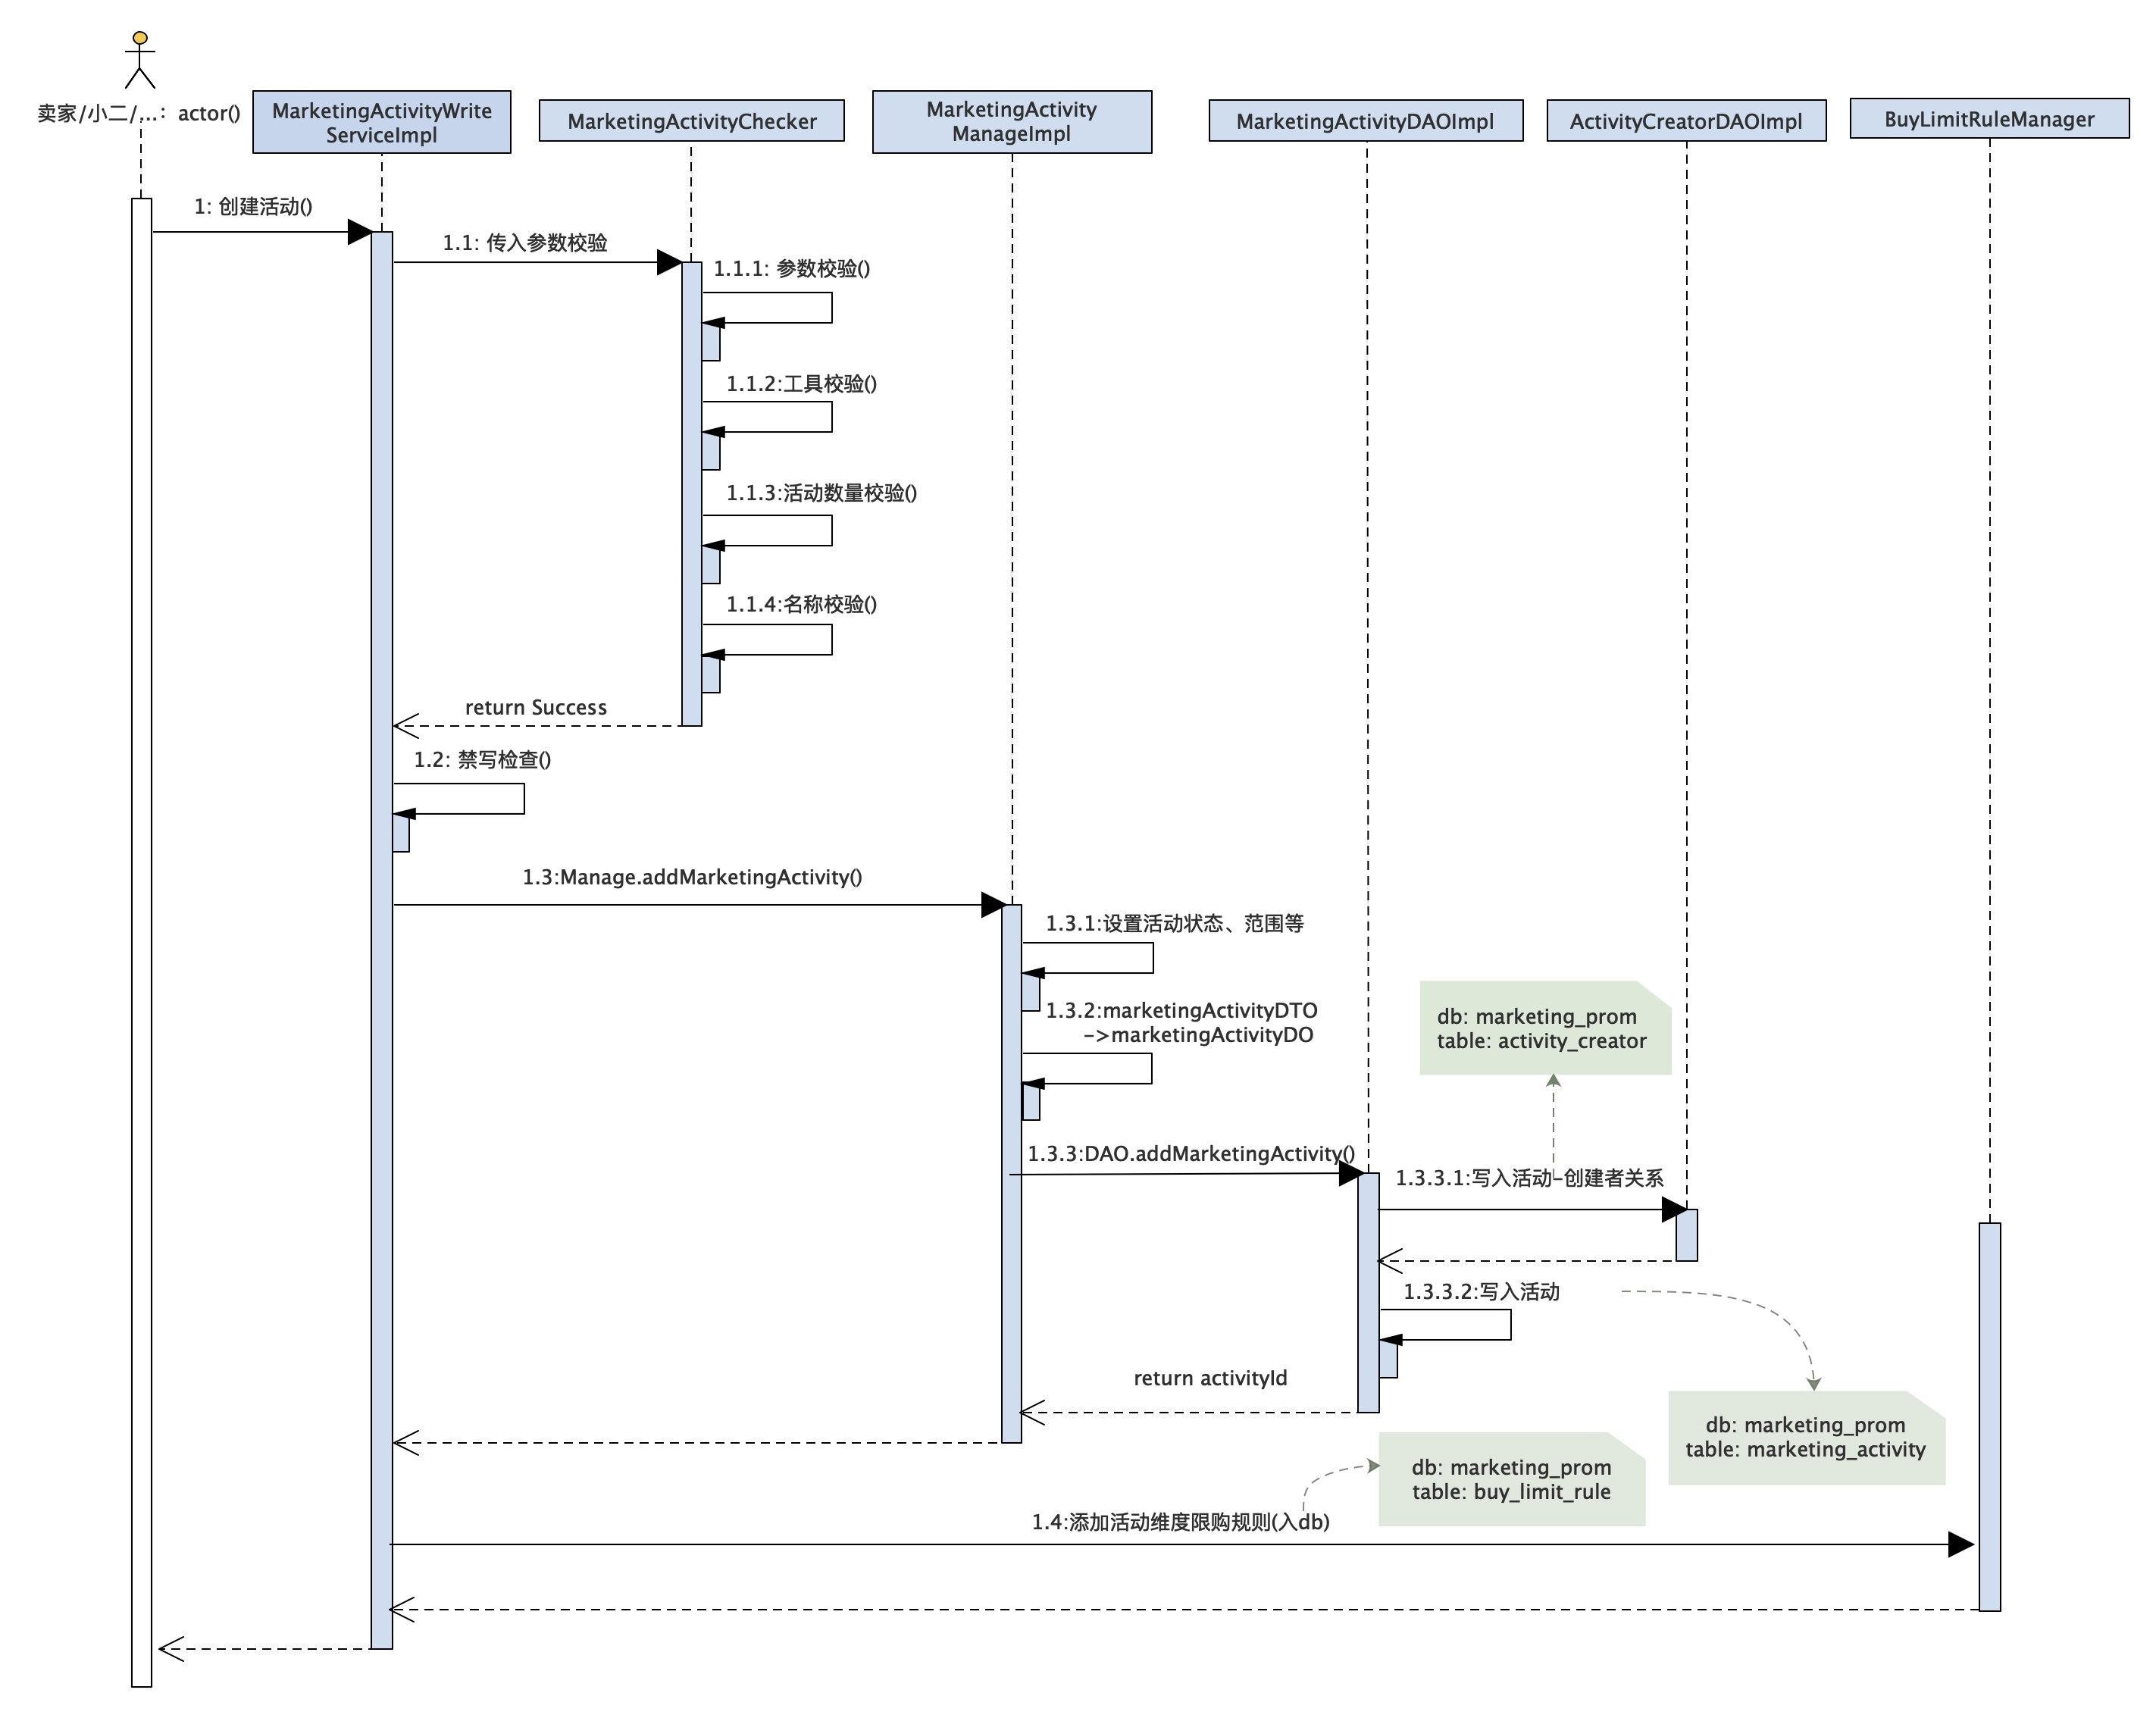 卖家/小二/...：actor()
MarketingActivityWrite
ServiceImpl
MarketingActivityChecker
MarketingActivity
ManageImpl
MarketingActivityDAOImpl
ActivityCreatorDAOImpl
BuyLimitRuleManager
1: 创建活动()
1.1: 传入参数校验
1.1.1: 参数校验()
1.1.2:工具校验()
1.1.3:活动数量校验()
1.1.4:名称校验()
return Success
1.2: 禁写检查()
1.3:Manage.addMarketingActivity()
1.3.1:设置活动状态、范围等
1.3.2:marketingActivityDTO
->marketingActivityDO
db: marketing_prom
table: activity_creator
1.3.3:DAO.addMarketingActivity()
1.3.3.1:写入活动-创建者关系
1.3.3.2:写入活动
return activityId
db: marketing_prom
table: marketing_activity
db: marketing_prom
table: buy_limit_rule
1.4:添加活动维度限购规则(入db)